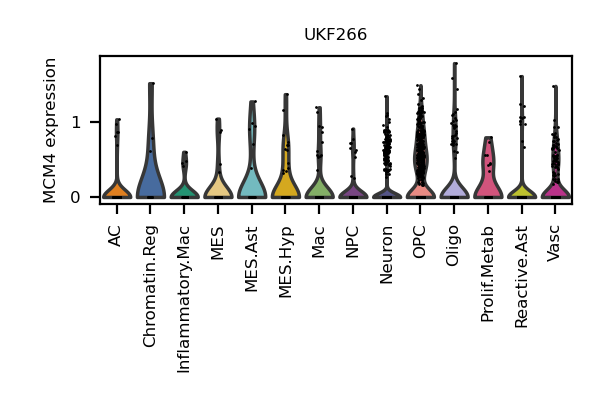 UKF266
MCM4 expression
1
0
AC
Chromatin.Reg
Inflammatory.Mac
MES
MES.Ast
MES.Hyp
Mac
NPC
Neuron
OPC
Oligo
Prolif.Metab
Reactive.Ast
Vasc